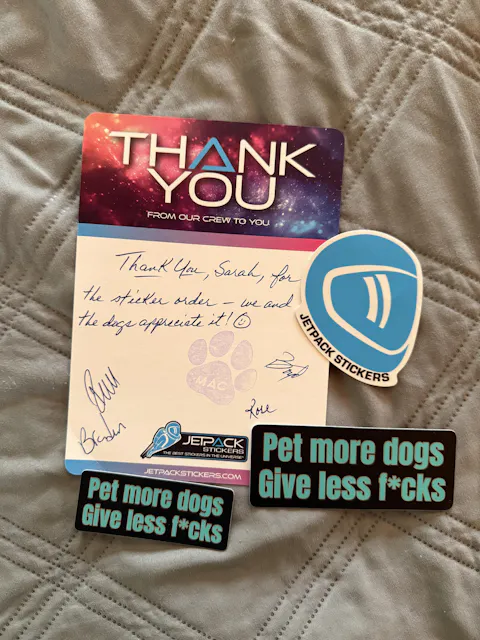 THANK
YOU
FROM OUR CREW TO YOU
Thank You, Sarah, for
the sticker order – we and
the dogs appreciate it!
JETPACK STICKERS
MAC
Rose
JETPACK
STICKERS
THE BEST STICKERS IN THE UNIVERSE
JETPACKSTICKERS.COM
Pet more dogs
Give less f*cks
Pet more dogs
Give less f*cks